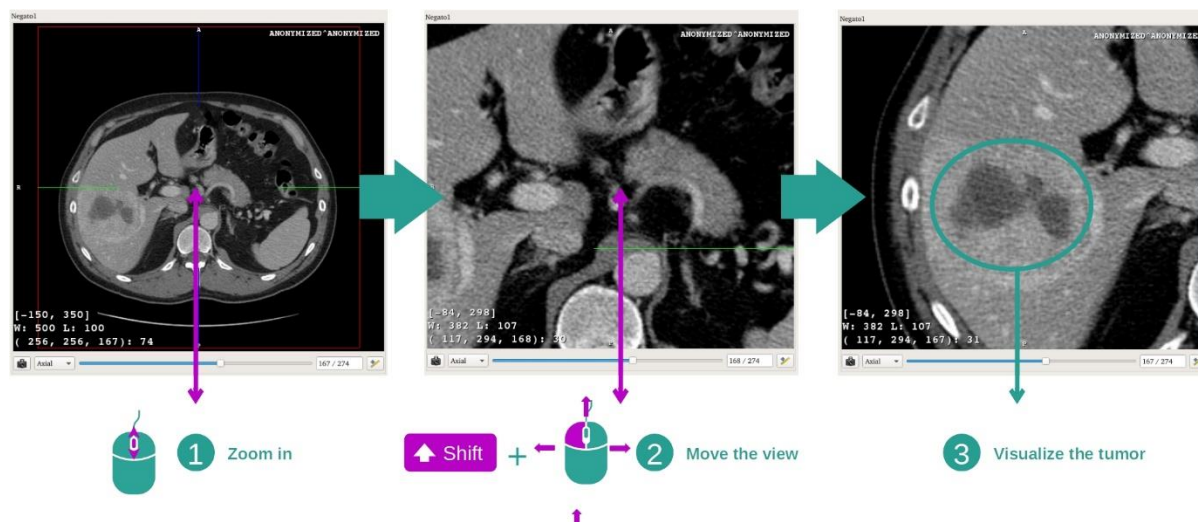 Negato1
A
ANONYMIZED^ANONYMIZED
R
[-150, 350]
W: 500 L: 100
( 256, 256, 167): 74
P
Axial
167 / 274
Negato1
A
ANONYMIZED^ANONYMIZED
[-84, 298]
W: 382 L: 107
( 117, 294, 168): 30
P
Axial
168 / 274
Negato1
A
ANONYMIZED^ANONYMIZED
[-84, 298]
W: 382 L: 107
( 117, 294, 167): 31
P
Axial
167 / 274
1 Zoom in
Shift + 2 Move the view
3 Visualize the tumor